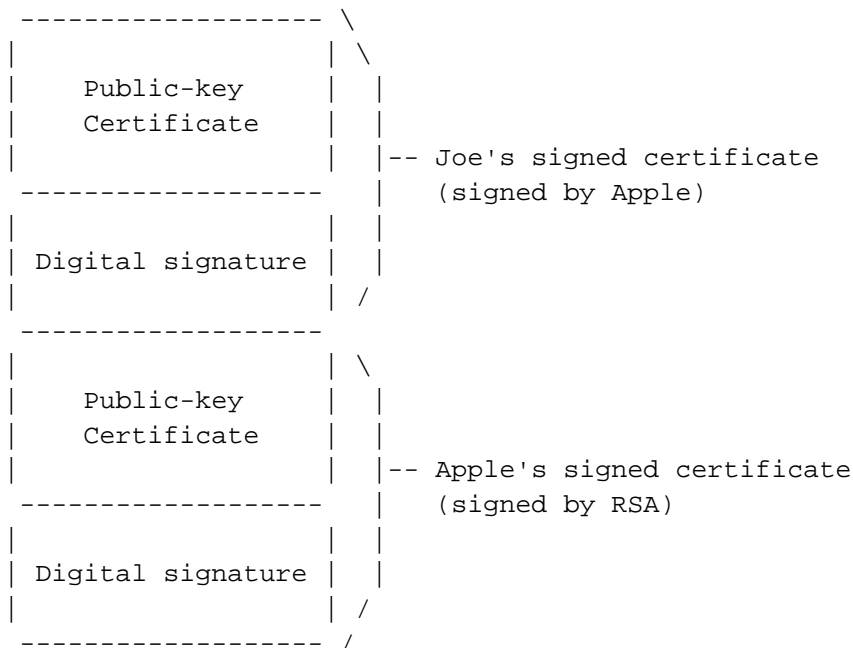 Public-key
Certificate
-- Joe's signed certificate
(signed by Apple)
Digital signature
Public-key
Certificate
-- Apple's signed certificate
(signed by RSA)
Digital signature